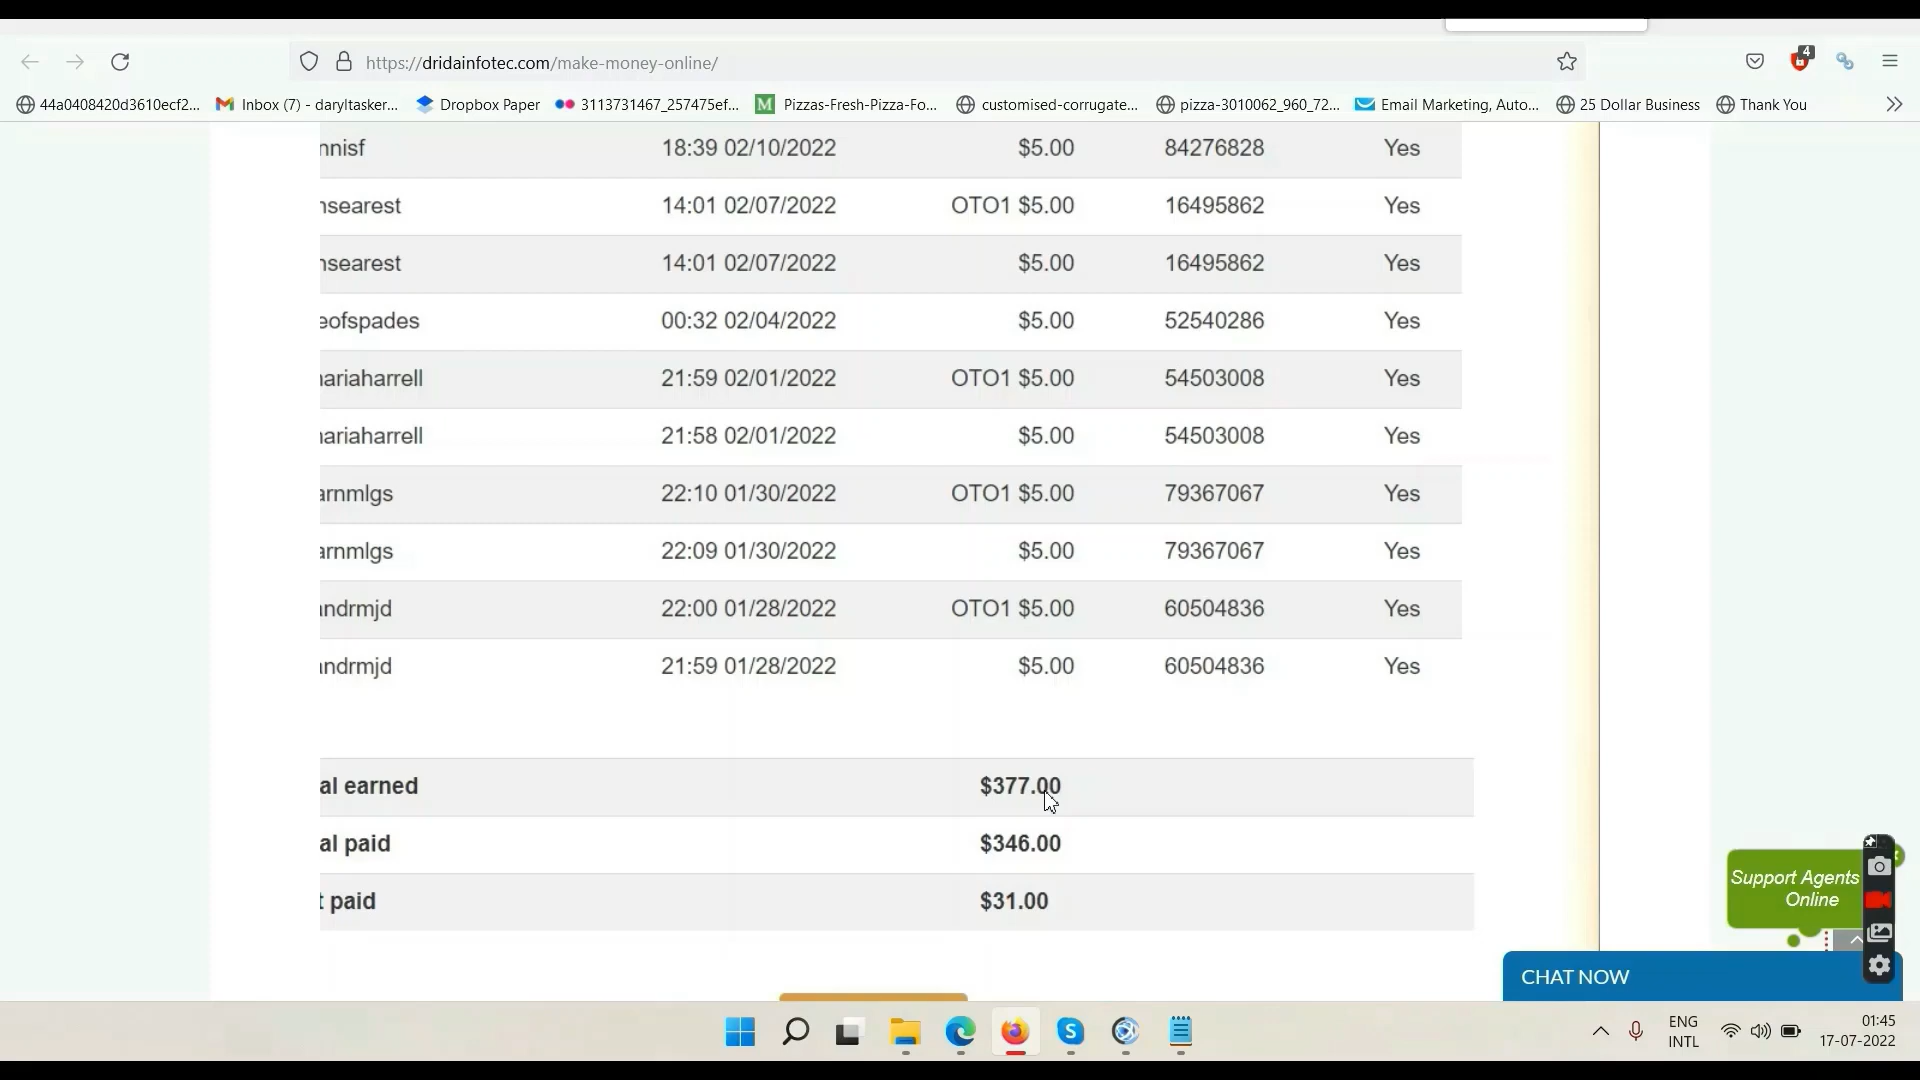 https://dridainfotec.com/make-money-online/
4
44a0408420d3610ecf2...
Inbox (7) - daryltasker...
Dropbox Paper
3113731467_257475ef...
M Pizzas-Fresh-Pizza-Fo...
customised-corrugate...
pizza-3010062_960_72...
Email Marketing, Auto...
25 Dollar Business
Thank You
nnisf 18:39 02/10/2022 $5.00 84276828 Yes
nsearest 14:01 02/07/2022 OTO1 $5.00 16495862 Yes
nsearest 14:01 02/07/2022 $5.00 16495862 Yes
eofspades 00:32 02/04/2022 $5.00 52540286 Yes
nariaharrell 21:59 02/01/2022 OTO1 $5.00 54503008 Yes
nariaharrell 21:58 02/01/2022 $5.00 54503008 Yes
arnmlgs 22:10 01/30/2022 OTO1 $5.00 79367067 Yes
arnmlgs 22:09 01/30/2022 $5.00 79367067 Yes
andrmjd 22:00 01/28/2022 OTO1 $5.00 60504836 Yes
andrmjd 21:59 01/28/2022 $5.00 60504836 Yes
al earned $377.00
al paid $346.00
t paid $31.00
Support Agents
Online
CHAT NOW
ENG
INTL
01:45
17-07-2022